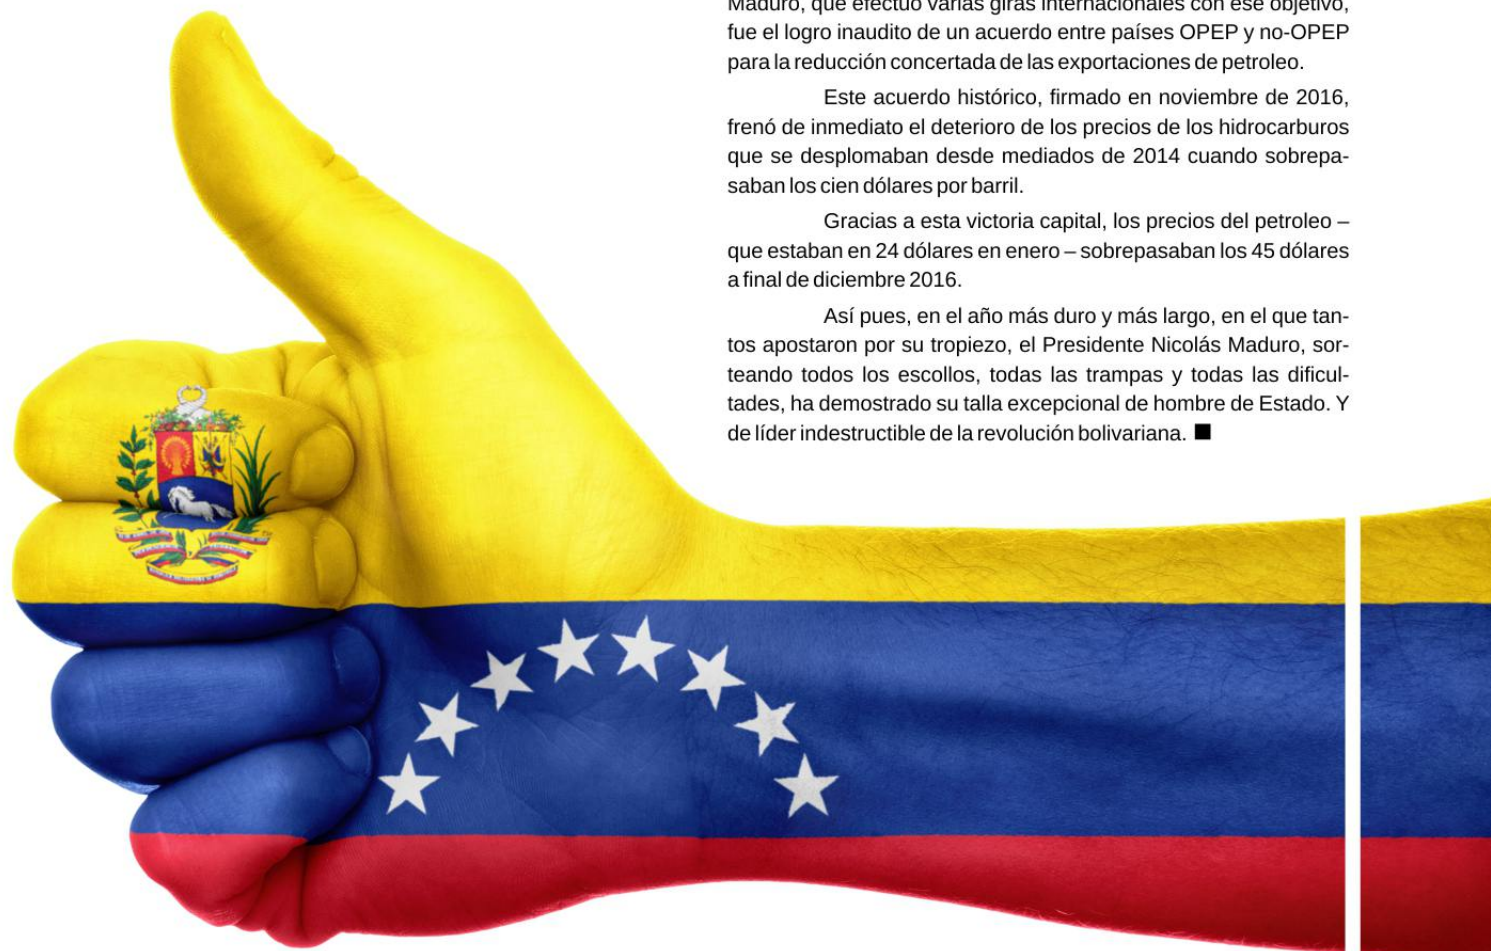 Maduro, que efectuó varias giras internacionales con ese objetivo,
fue el logro inaudito de un acuerdo entre países OPEP y no-OPEP
para la reducción concertada de las exportaciones de petroleo.
Este acuerdo histórico, firmado en noviembre de 2016,
frenó de inmediato el deterioro de los precios de los hidrocarburos
que se desplomaban desde mediados de 2014 cuando sobrepa-
saban los cien dólares por barril.
Gracias a esta victoria capital, los precios del petroleo –
que estaban en 24 dólares en enero – sobrepasaban los 45 dólares
a final de diciembre 2016.
Así pues, en el año más duro y más largo, en el que tan-
tos apostaron por su tropiezo, el Presidente Nicolás Maduro, sor-
teando todos los escollos, todas las trampas y todas las dificul-
tades, ha demostrado su talla excepcional de hombre de Estado. Y
de líder indestructible de la revolución bolivariana. ■